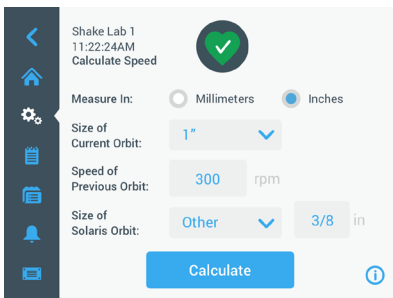 Shake Lab 1
11:22:24AM
Calculate Speed
Measure In: Millimeters Inches
Size of
Current Orbit: 1”
Speed of
Previous Orbit: 300 rpm
Size of
Solaris Orbit: Other 3/8 in
Calculate